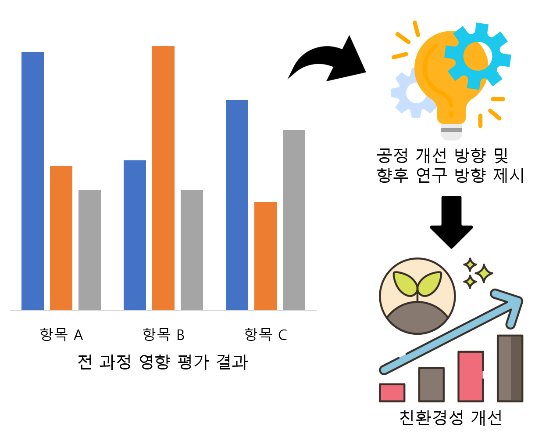 항목 A
항목 B
항목 C
전 과정 영향 평가 결과
공정 개선 방향 및
향후 연구 방향 제시
친환경성 개선